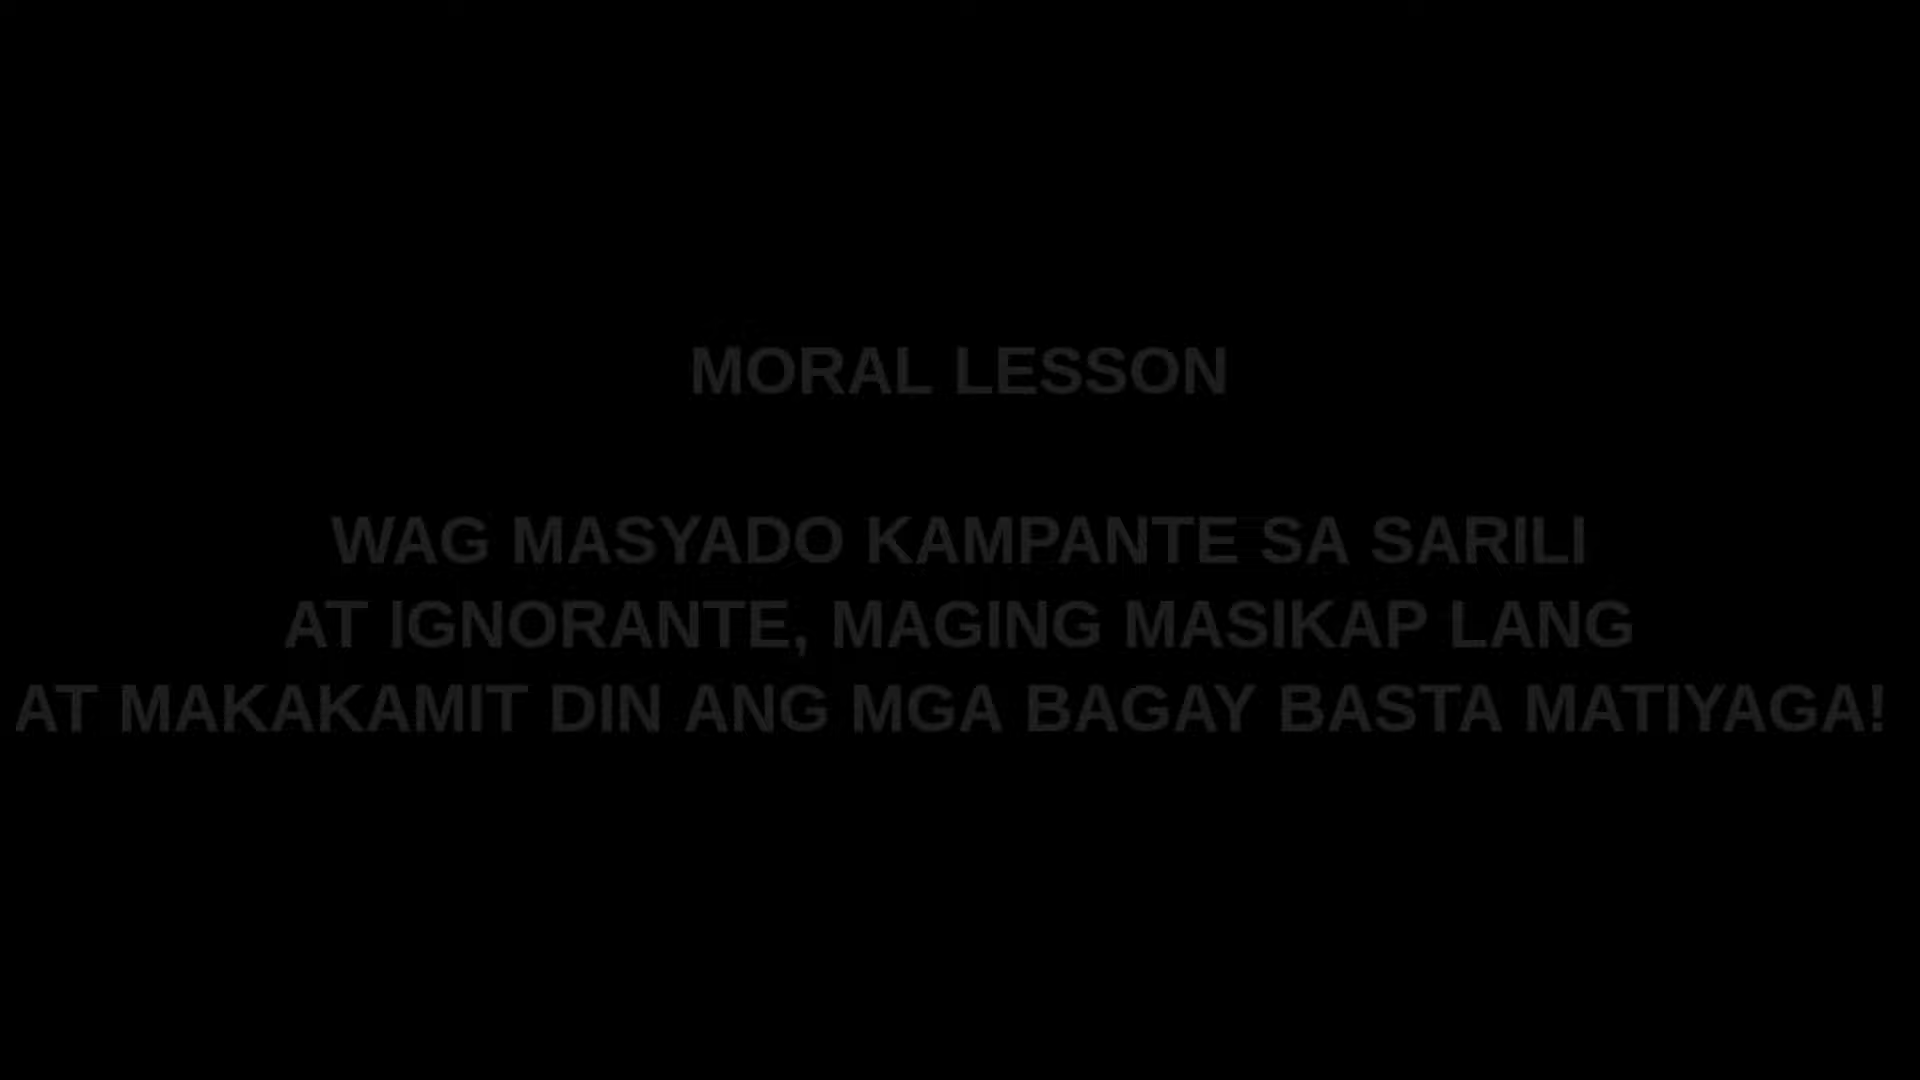 MORAL LESSON
WAG MASYADO KAMPANTE SA SARILI
AT IGNORANTE, MAGING MASIKAP LANG
AT MAKAKAMIT DIN ANG MGA BAGAY BASTA MATIYAGA!